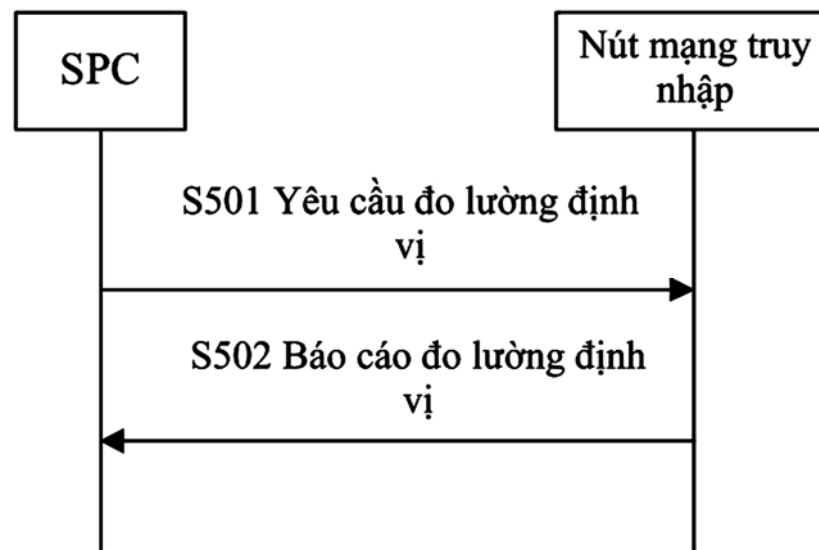 SPC
Nút mạng truy
nhập
S501 Yêu cầu đo lường định
vị
S502 Báo cáo đo lường định
vị